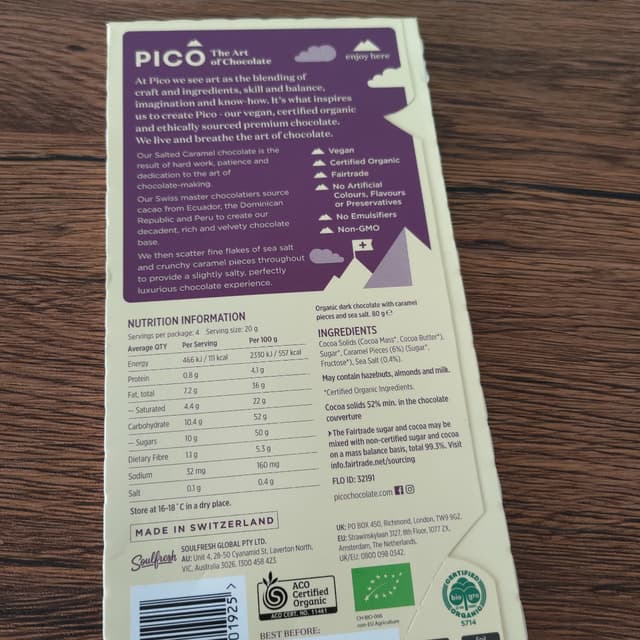 PICÔ The Art
of Chocolate
enjoy here
At Pico we see art as the blending of
craft and ingredients, skill and balance,
imagination and know-how. It's what inspires
us to create Pico - our vegan, certified organic
and ethically sourced premium chocolate.
We live and breathe the art of chocolate.
Our Salted Caramel chocolate is the
result of hard work, patience and
dedication to the art of
chocolate-making.
Our Swiss master chocolatiers source
cacao from Ecuador, the Dominican
Republic and Peru to create our
decadent, rich and velvety chocolate
base.
We then scatter fine flakes of sea salt
and crunchy caramel pieces throughout
to provide a slightly salty, perfectly
luxurious chocolate experience.
Vegan
Certified Organic
Fairtrade
No Artificial
Colours, Flavours
or Preservatives
No Emulsifiers
Non-GMO
NUTRITION INFORMATION
Servings per package: 4 Serving size: 20 g
Average QTY Per Serving Per 100 g
Energy 466 kJ / 111 kcal 2330 kJ / 557 kcal
Protein 0.8 g 4.1 g
Fat, total 7.2 g 36 g
— Saturated 4.4 g 22 g
Carbohydrate 10.4 g 52 g
— Sugars 10 g 50 g
Dietary Fibre 1.1 g 5.3 g
Sodium 32 mg 160 mg
Salt 0.1 g 0.4 g
Store at 16-18°C in a dry place.
MADE IN SWITZERLAND
Organic dark chocolate with caramel
pieces and sea salt. 80 g e
INGREDIENTS
Cocoa Solids (Cocoa Mass*, Cocoa Butter*),
Sugar*, Caramel Pieces (6%) (Sugar*,
Fructose*), Sea Salt (0.4%).
May contain hazelnuts, almonds and milk.
*Certified Organic Ingredients.
Cocoa solids 52% min. in the chocolate
couverture
The Fairtrade sugar and cocoa may be
mixed with non-certified sugar and cocoa
on a mass balance basis, total 99.3%. Visit
info.fairtrade.net/sourcing
FLO ID: 32191
picochocolate.com
Soulfresh
SOULFRESH GLOBAL PTY LTD.
AU: Unit 4, 28-50 Cyanamid St, Laverton North,
VIC, Australia 3026. 1300 458 423.
UK: PO BOX 450, Richmond, London, TW9 9GZ.
EU: Strawinskylaan 3127, 8th Floor, 1077 ZX,
Amsterdam, The Netherlands.
UK/EU: 0800 098 0342.
01925
ACO
Certified
Organic
ACO CERT. NO. 11461
CH-BIO-006
non-EU Agriculture
CERTIFIED
bio gro
ORGANIC
5714
BEST BEFORE: